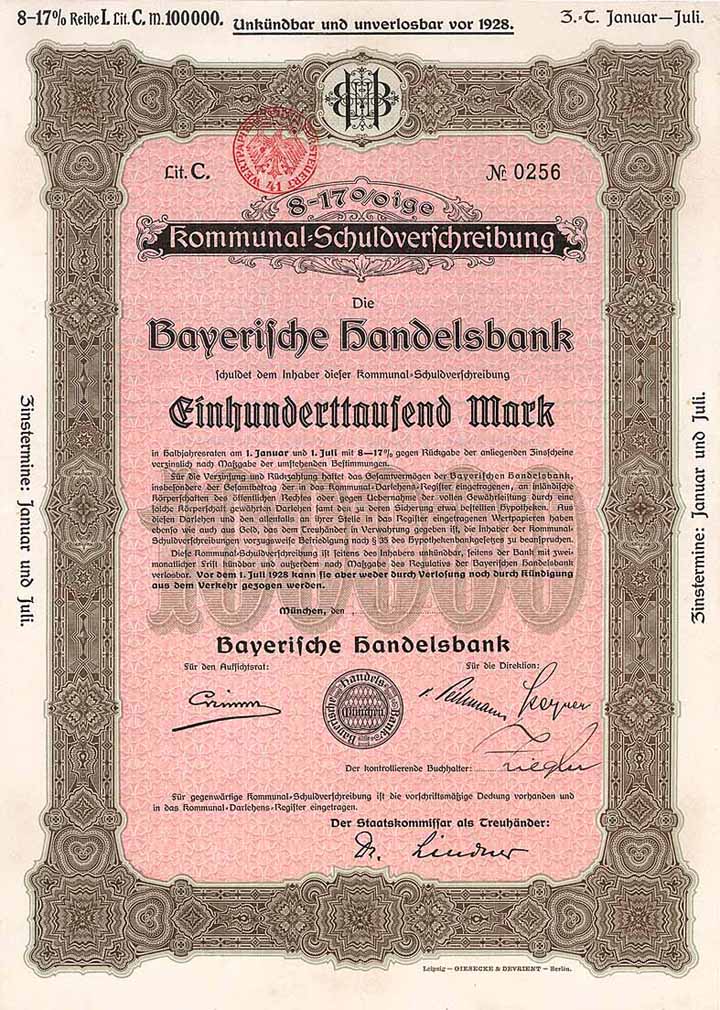 8-17% Reihe I. Lit. C. M. 100000.
Unkündbar und unverlosbar vor 1928.
Z.-T. Januar—Juli.
WERTPAPIERSTEUER VERSTEUERT
41
Lit. C.
№ 0256
8-17%ige
Kommunal-Schuldverschreibung
Die
Bayerische Handelsbank
schuldet dem Inhaber dieser Kommunal-Schuldverschreibung
Einhunderttausend Mark
in Halbjahresraten am 1. Januar und 1. Juli mit 8—17% gegen Rückgabe der anliegenden Zinsscheine
verzinslich nach Maßgabe der umstehenden Bestimmungen.
Für die Verzinsung und Rückzahlung haftet das Gesamtvermögen der Bayerischen Handelsbank,
insbesondere der Gesamtbetrag der in das Kommunal-Darlehens-Register eingetragenen, an inländische
Körperschaften des öffentlichen Rechtes oder gegen Uebernahme der vollen Gewährleistung durch eine
solche Körperschaft gewährten Darlehen samt den zu deren Sicherung etwa bestellten Hypotheken. Aus
diesen Darlehen und den allenfalls an ihrer Stelle in das Register eingetragenen Wertpapieren haben
ebenso wie auch aus Geld, das dem Treuhänder in Verwahrung gegeben ist, die Inhaber der Kommunal-
Schuldverschreibungen vorzugsweise Befriedigung nach § 35 des Hypothekenbankgesetzes zu beanspruchen.
Diese Kommunal-Schuldverschreibung ist seitens des Inhabers unkündbar, seitens der Bank mit zwei-
monatlicher Frist kündbar und außerdem nach Maßgabe des Regulativs der Bayerischen Handelsbank
verlosbar. Vor dem 1. Juli 1928 kann sie aber weder durch Verlosung noch durch Kündigung
aus dem Verkehr gezogen werden.
100000
München, den
Bayerische Handelsbank
Für den Aufsichtsrat:
Für die Direktion:
Bayerische Handels-Bank
München
v. Pechmann
Ziegler
Der kontrollierende Buchhalter:
Für gegenwärtige Kommunal-Schuldverschreibung ist die vorschriftsmäßige Deckung vorhanden und
in das Kommunal-Darlehens-Register eingetragen.
Der Staatskommissar als Treuhänder:
Dr. Lindner
Zinstermine: Januar und Juli.
Zinstermine: Januar und Juli.
Leipzig — GIESECKE & DEVRIENT — Berlin.